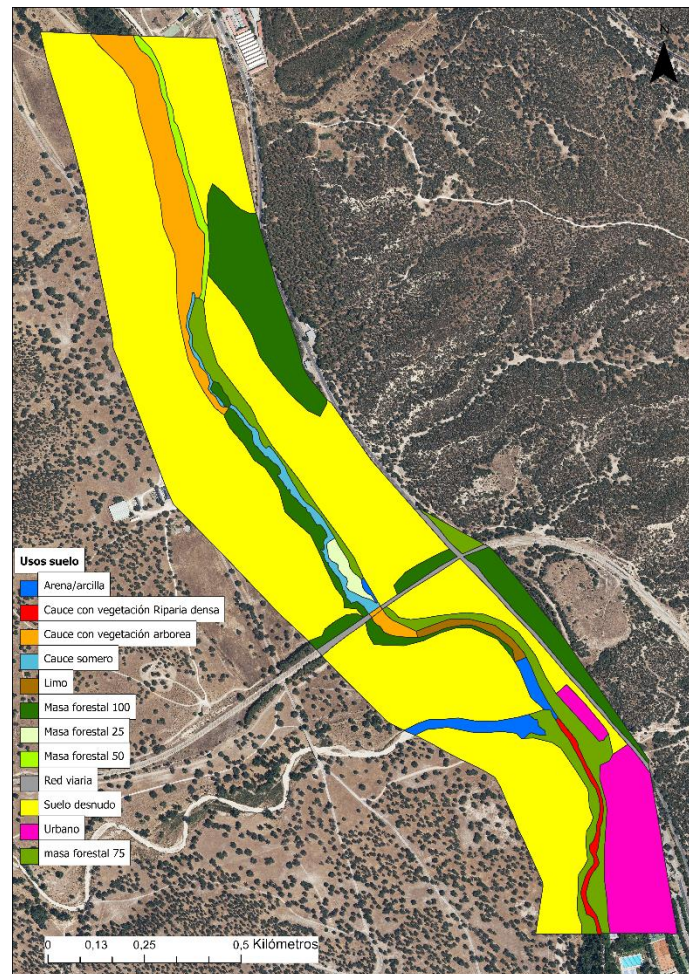 N
Usos suelo
Arena/arcilla
Cauce con vegetación Riparia densa
Cauce con vegetación arborea
Cauce somero
Limo
Masa forestal 100
Masa forestal 25
Masa forestal 50
Red viaria
Suelo desnudo
Urbano
masa forestal 75
0 0,13 0,25 0,5 Kilómetros